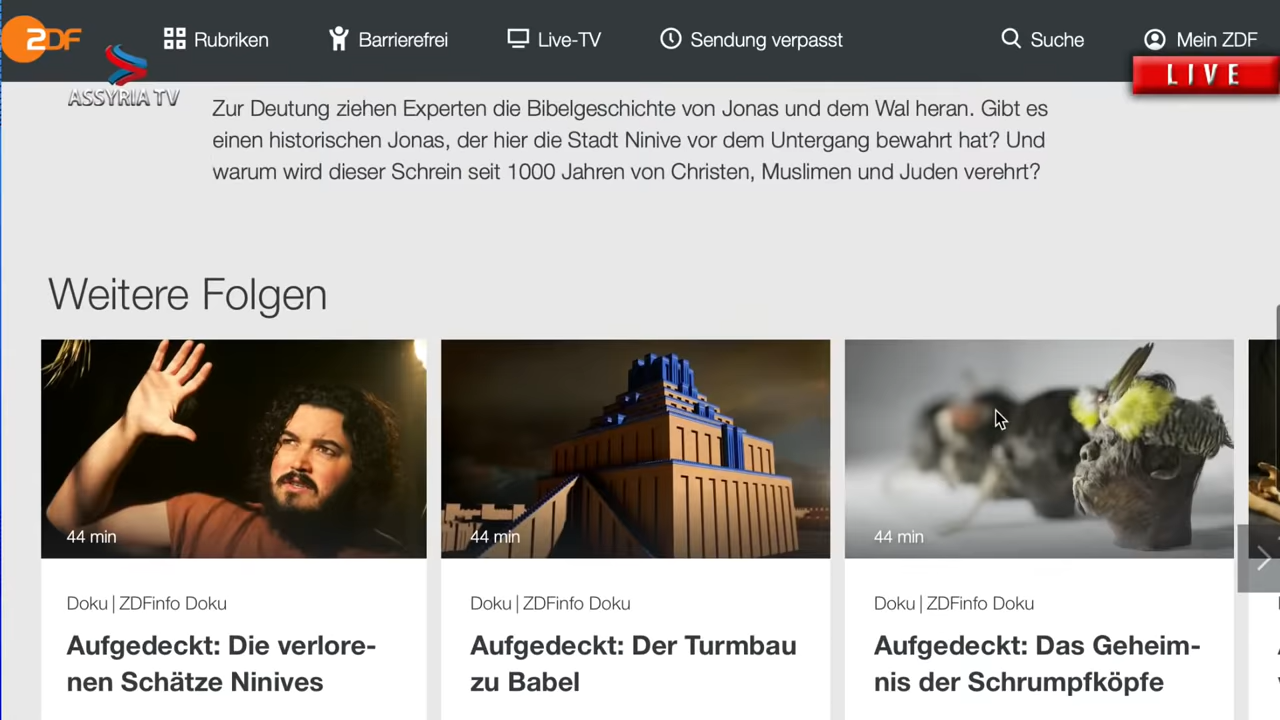 ZDF
Rubriken
Barrierefrei
Live-TV
Sendung verpasst
Suche
Mein ZDF
ASSYRIA TV
LIVE
Zur Deutung ziehen Experten die Bibelgeschichte von Jonas und dem Wal heran. Gibt es
einen historischen Jonas, der hier die Stadt Ninive vor dem Untergang bewahrt hat? Und
warum wird dieser Schrein seit 1000 Jahren von Christen, Muslimen und Juden verehrt?
Weitere Folgen
44 min
Doku | ZDFinfo Doku
Aufgedeckt: Die verlore-
nen Schätze Ninives
44 min
Doku | ZDFinfo Doku
Aufgedeckt: Der Turmbau
zu Babel
44 min
Doku | ZDFinfo Doku
Aufgedeckt: Das Geheim-
nis der Schrumpfköpfe